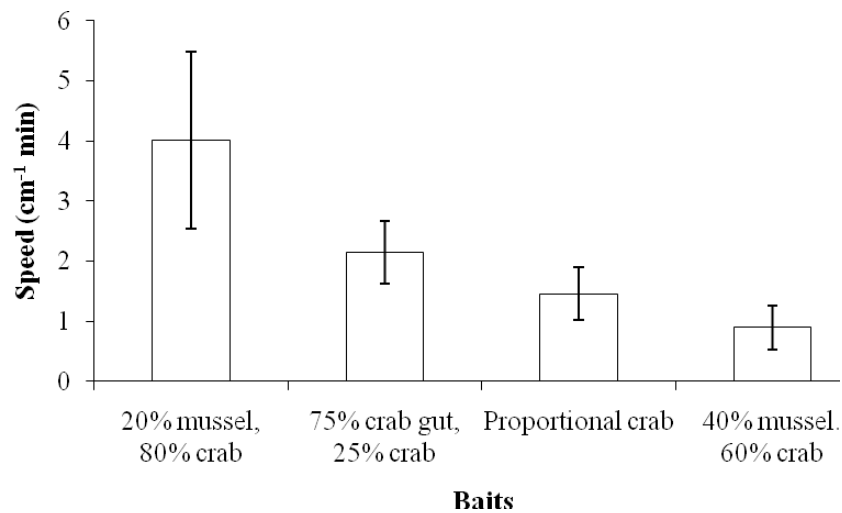 6
5
4
3
2
1
0
Speed (cm⁻¹ min)
20% mussel,
80% crab
75% crab gut,
25% crab
Proportional crab
40% mussel.
60% crab
Baits